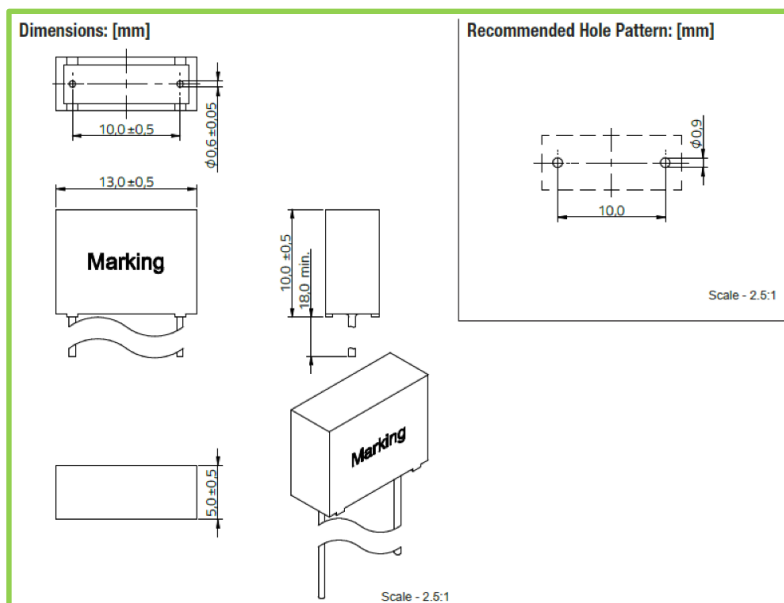 Dimensions: [mm]
10,0 ±0,5
ϕ0,6 ±0,05
13,0 ±0,5
Marking
10,0 ±0,5
18,0 min.
5,0 ±0,5
Marking
Scale - 2.5:1
Recommended Hole Pattern: [mm]
ϕ0,9
10,0
Scale - 2.5:1